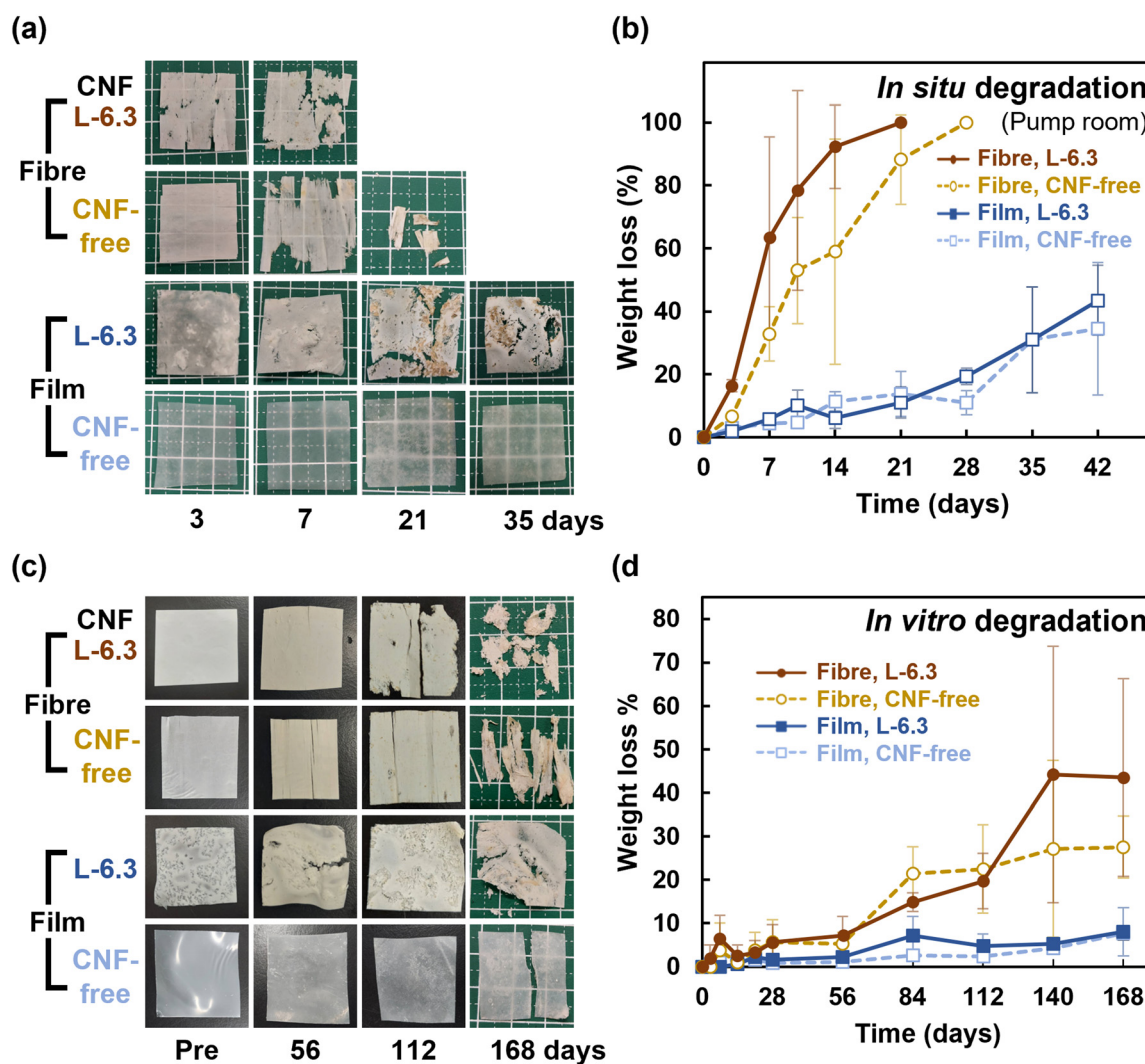 (a)
CNF
L-6.3
Fibre
CNF-
free
L-6.3
Film
CNF-
free
3 7 21 35 days
(b)
In situ degradation
(Pump room)
Fibre, L-6.3
Fibre, CNF-free
Film, L-6.3
Film, CNF-free
Weight loss (%)
100
80
60
40
20
0
0 7 14 21 28 35 42
Time (days)
(c)
CNF
L-6.3
Fibre
CNF-
free
L-6.3
Film
CNF-
free
Pre 56 112 168 days
(d)
In vitro degradation
Fibre, L-6.3
Fibre, CNF-free
Film, L-6.3
Film, CNF-free
Weight loss %
80
70
60
50
40
30
20
10
0
0 28 56 84 112 140 168
Time (days)